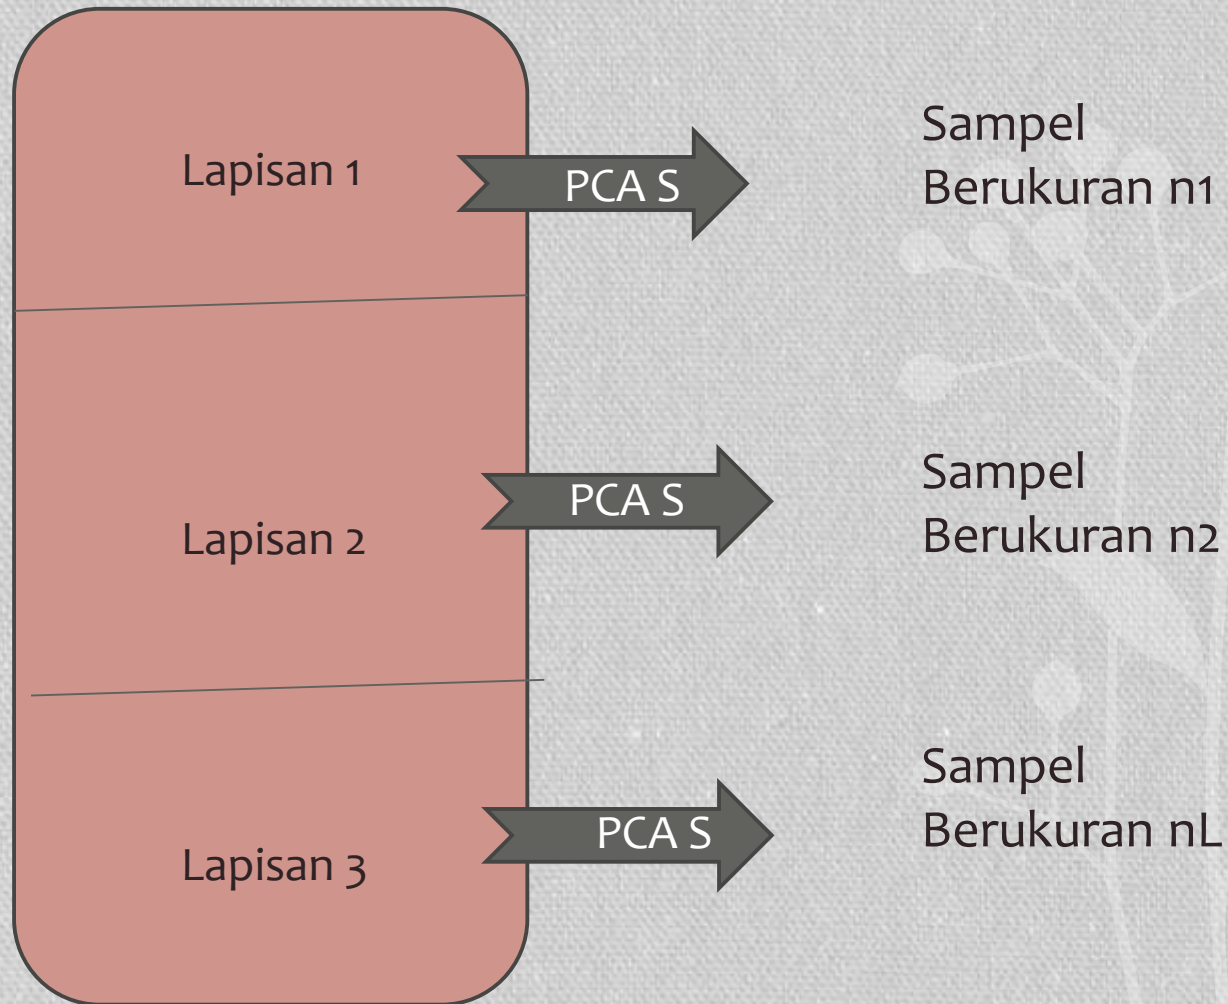 Lapisan 1
PCA S
Sampel
Berukuran n1
Lapisan 2
PCA S
Sampel
Berukuran n2
Lapisan 3
PCA S
Sampel
Berukuran nL